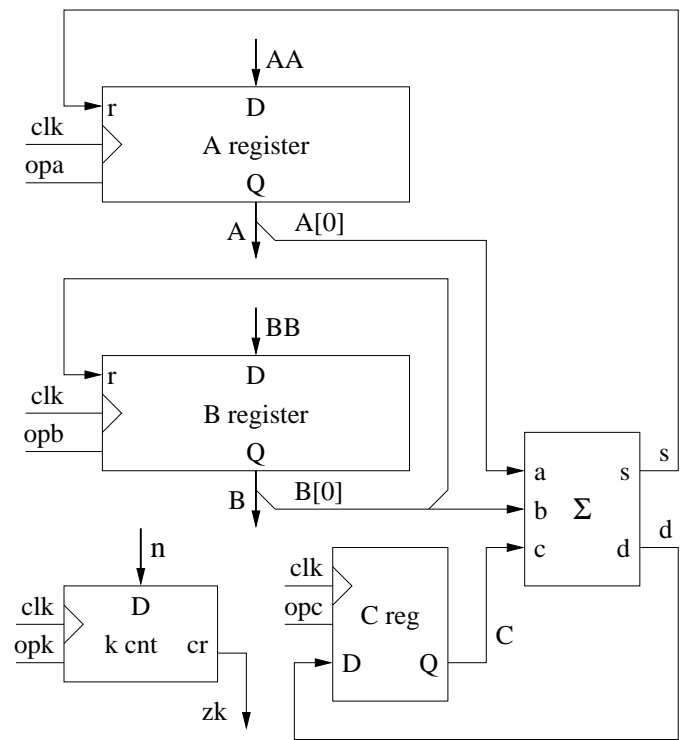 AA
r
D
clk
A register
opa
Q
A
A[0]
BB
r
D
clk
B register
opb
Q
B
B[0]
s
a
s
b
Σ
d
c
d
n
clk
D
opk
k cnt
cr
zk
clk
opc
C reg
C
D
Q